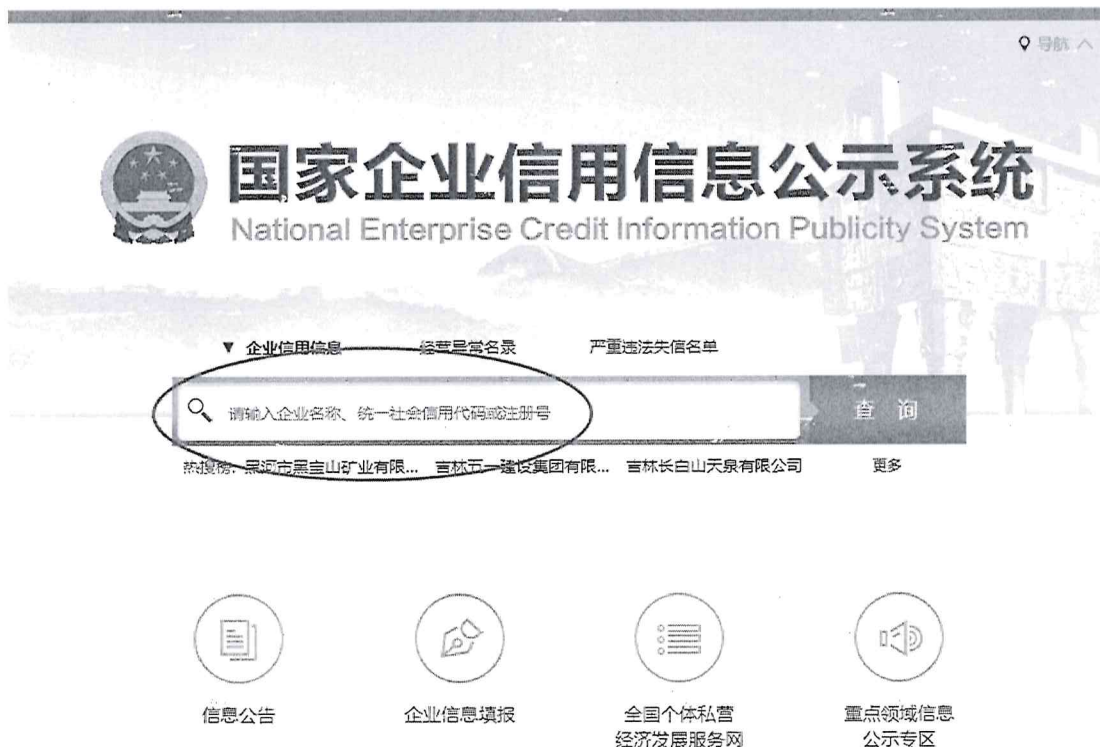 导航
国家企业信用信息公示系统
National Enterprise Credit Information Publicity System
企业信用信息 经营异常名录 严重违法失信名单
请输入企业名称、统一社会信用代码或注册号 查 询
热搜榜: 黑河市黑宝山矿业有限... 吉林五一建设集团有限... 吉林长白山天泉有限公司 更多
信息公告 企业信息填报 全国个体私营 重点领域信息
经济发展服务网 公示专区